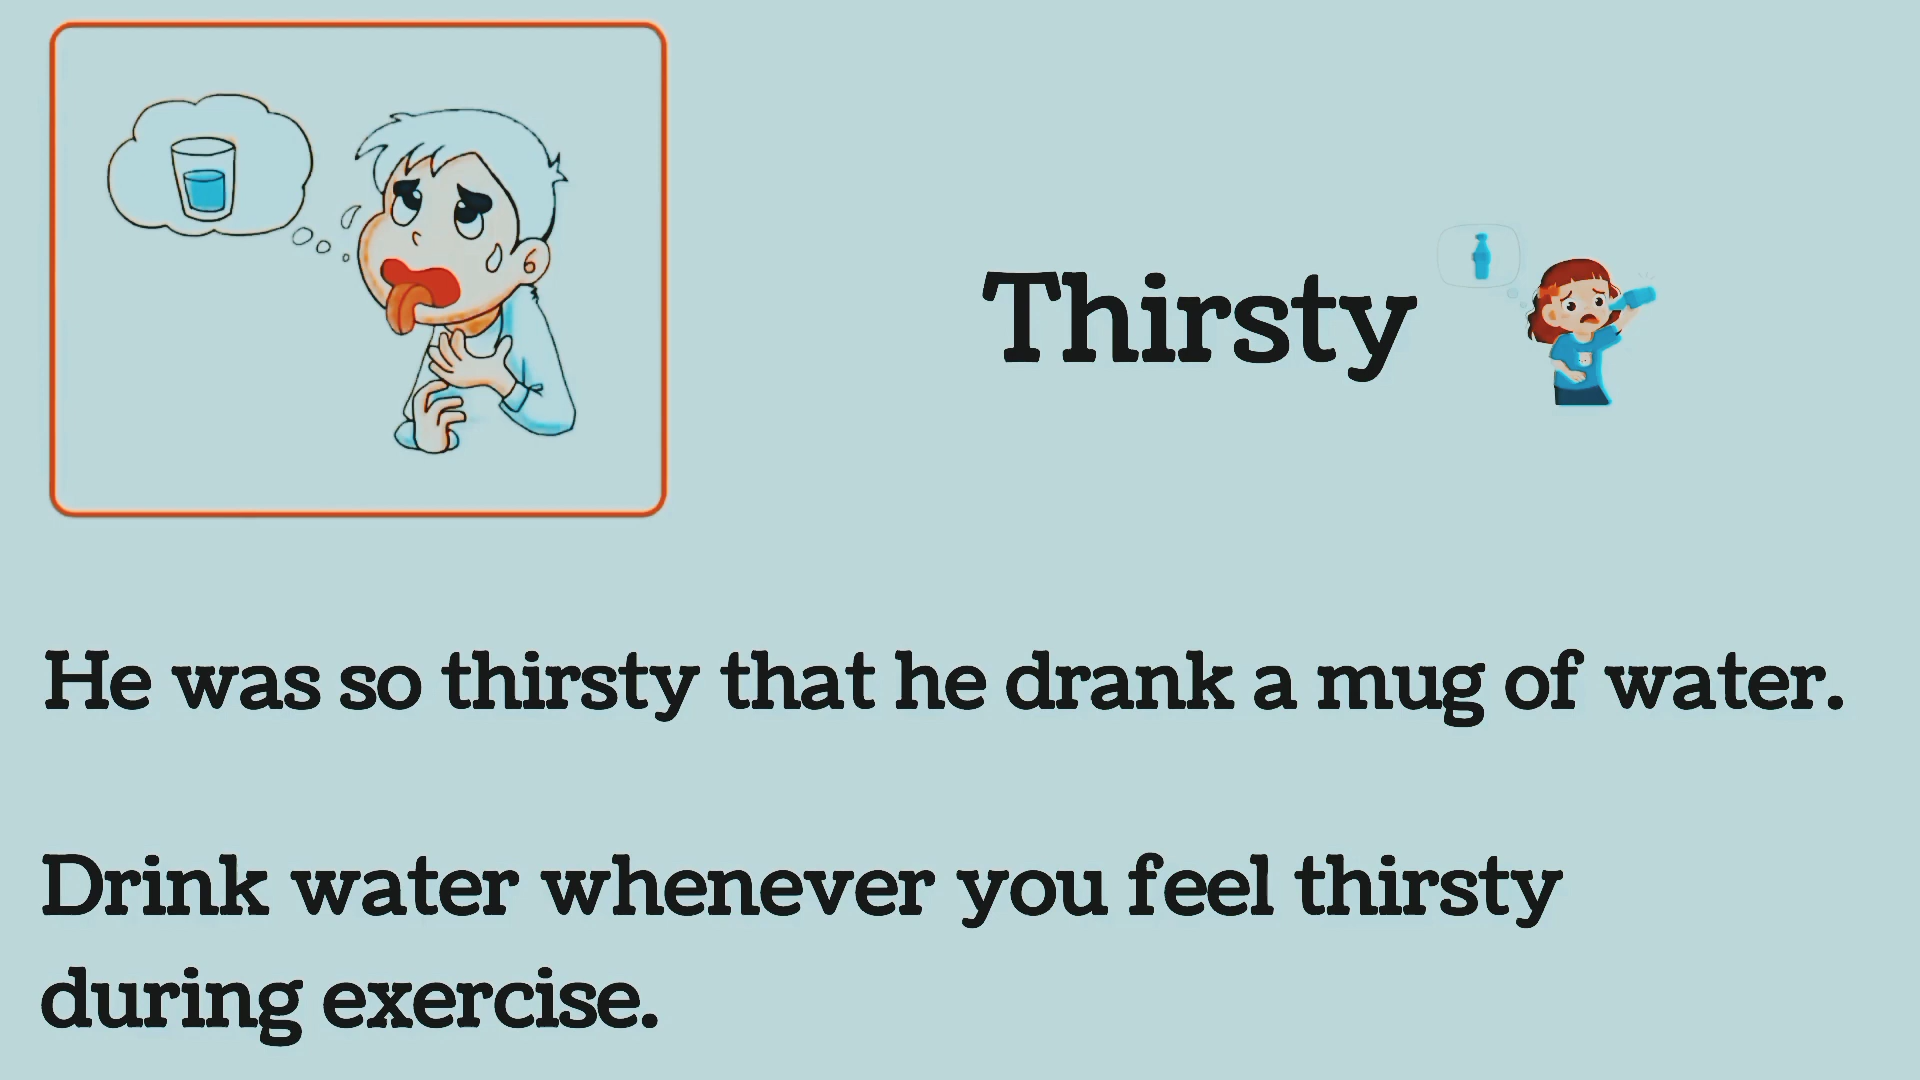 Thirsty
He was so thirsty that he drank a mug of water.
Drink water whenever you feel thirsty
during exercise.